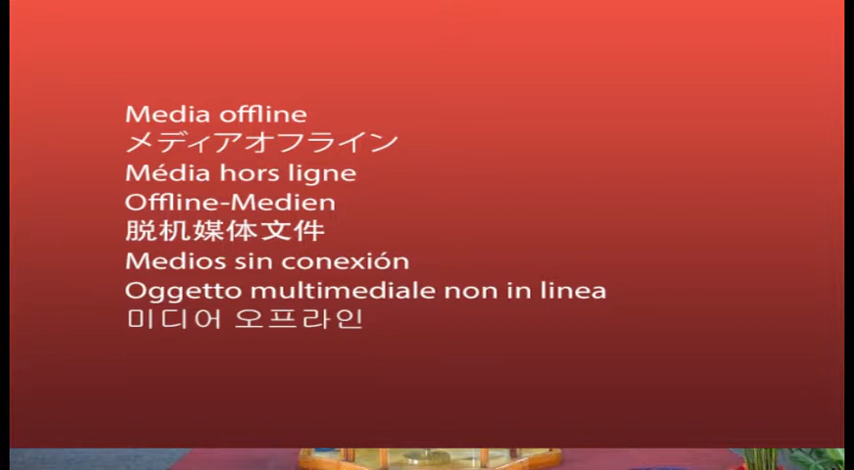 Media offline
メディアオフライン
Média hors ligne
Offline-Medien
脱机媒体文件
Medios sin conexión
Oggetto multimediale non in linea
미디어 오프라인